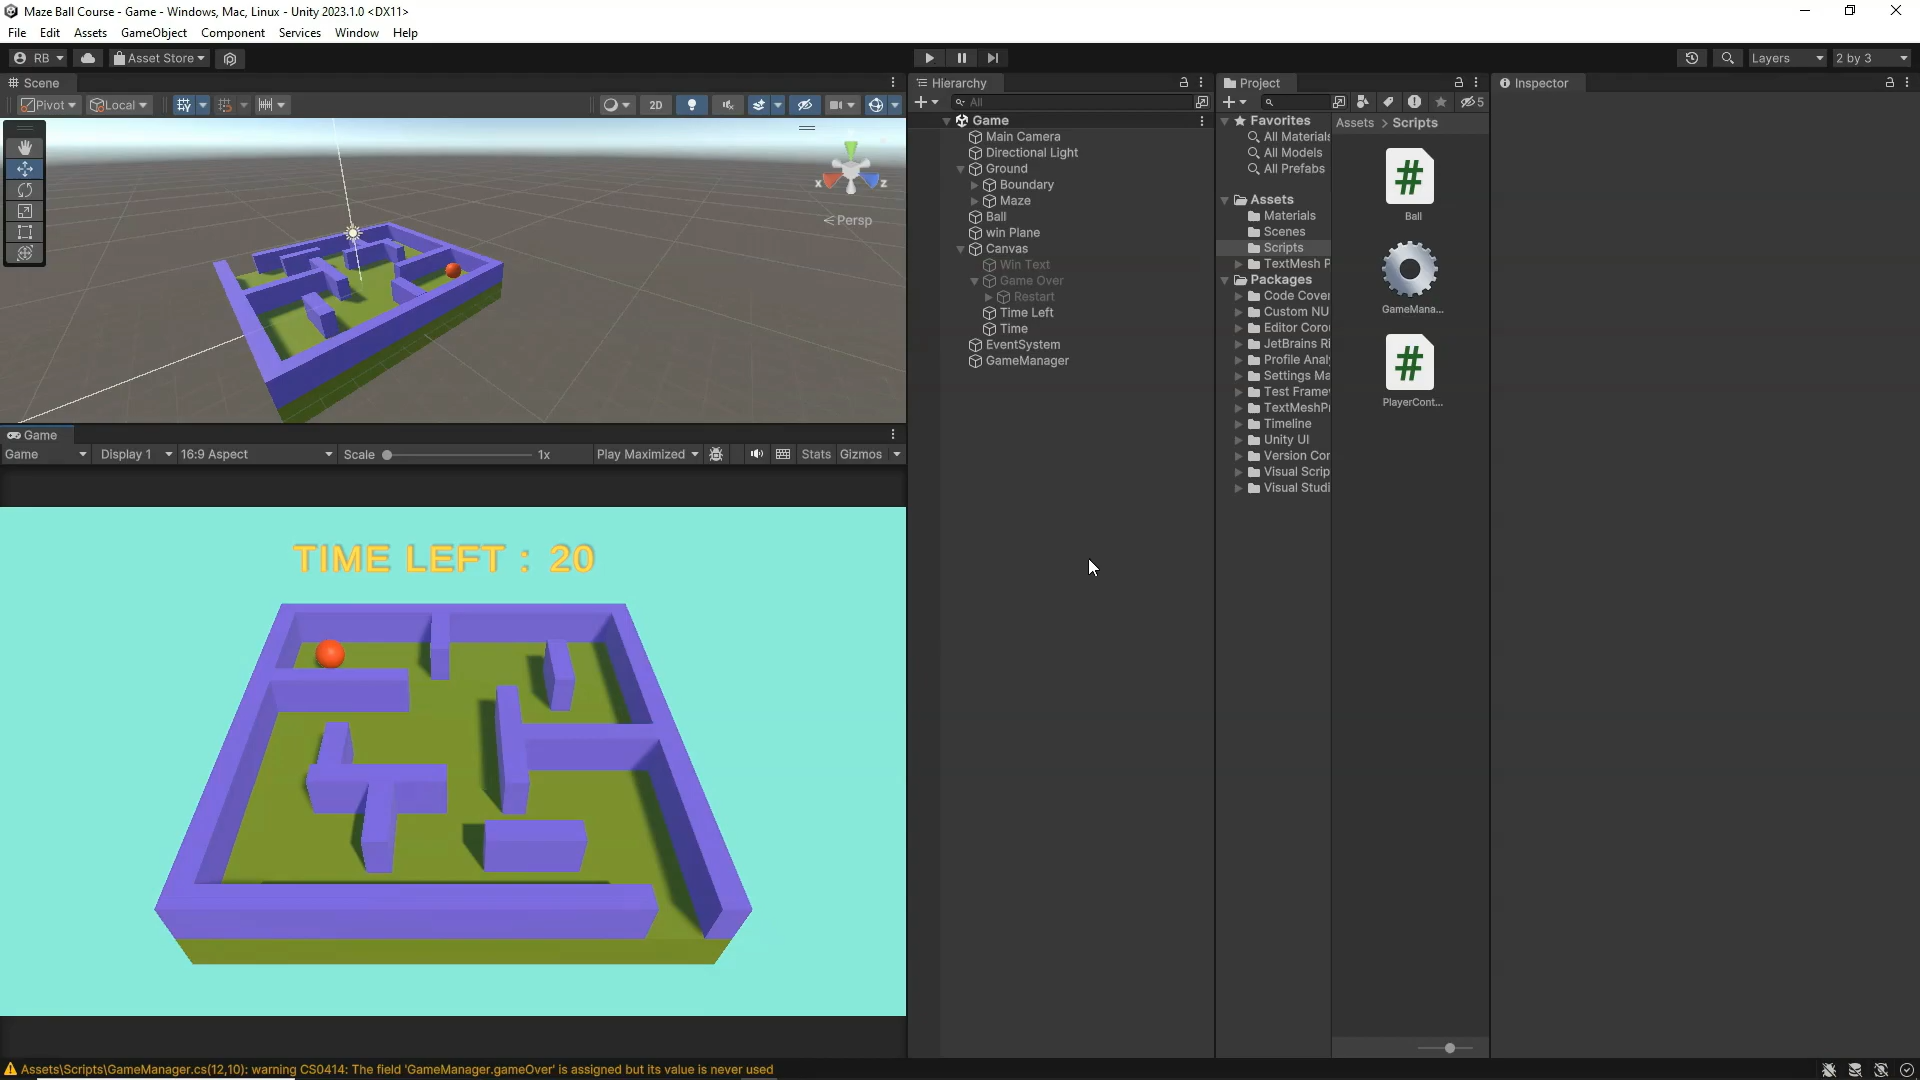 Maze Ball Course - Game - Windows, Mac, Linux - Unity 2023.1.0 <DX11>
File Edit Assets GameObject Component Services Window Help
RB Asset Store Layers 2 by 3
Scene
Pivot Local 2D
x z
Persp
Game
Game Display 1 16:9 Aspect Scale 1x Play Maximized Stats Gizmos
TIME LEFT : 20
Hierarchy
All
Game
Main Camera
Directional Light
Ground
Boundary
Maze
Ball
win Plane
Canvas
Win Text
Game Over
Restart
Time Left
Time
EventSystem
GameManager
Project
5
Favorites
All Materials
All Models
All Prefabs
Assets
Materials
Scenes
Scripts
TextMesh P
Packages
Code Cover
Custom NU
Editor Coro
JetBrains Ri
Profile Anal
Settings Ma
Test Frame
TextMeshPr
Timeline
Unity UI
Version Con
Visual Scrip
Visual Studi
Assets > Scripts
#
Ball
GameMana...
#
PlayerCont...
Inspector
Assets\Scripts\GameManager.cs(12,10): warning CS0414: The field 'GameManager.gameOver' is assigned but its value is never used